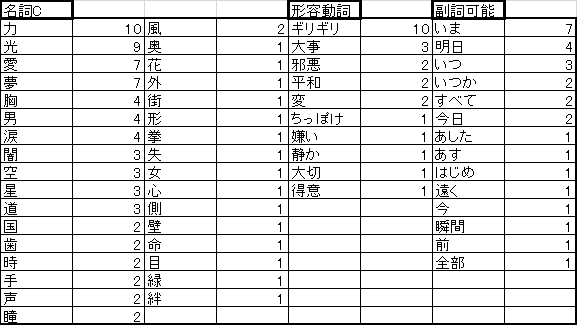 名詞C 形容動詞 副詞可能
力 10 風 2 ギリギリ 10 いま 7
光 9 奥 1 大事 3 明日 4
愛 7 花 1 邪悪 2 いつ 3
夢 7 外 1 平和 2 いつか 2
胸 4 街 1 変 2 すべて 2
男 4 形 1 ちっぽけ 1 今日 2
涙 4 拳 1 嫌い 1 あした 1
闇 3 失 1 静か 1 あす 1
空 3 女 1 大切 1 はじめ 1
星 3 心 1 得意 1 遠く 1
道 3 側 1 今 1
国 2 壁 1 瞬間 1
歯 2 命 1 前 1
時 2 目 1 全部 1
手 2 緑 1
声 2 絆 1
瞳 2